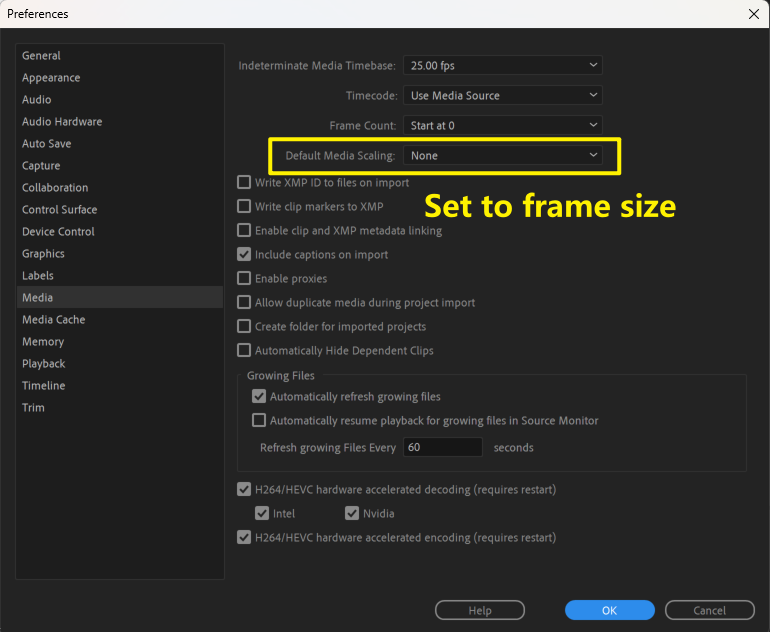 Preferences
General
Appearance
Audio
Audio Hardware
Auto Save
Capture
Collaboration
Control Surface
Device Control
Graphics
Labels
Media
Media Cache
Memory
Playback
Timeline
Trim
Indeterminate Media Timebase: 25.00 fps
Timecode: Use Media Source
Frame Count: Start at 0
Default Media Scaling: None
Set to frame size
Write XMP ID to files on import
Write clip markers to XMP
Enable clip and XMP metadata linking
Include captions on import
Enable proxies
Allow duplicate media during project import
Create folder for imported projects
Automatically Hide Dependent Clips
Growing Files
Automatically refresh growing files
Automatically resume playback for growing files in Source Monitor
Refresh growing Files Every 60 seconds
H264/HEVC hardware accelerated decoding (requires restart)
Intel Nvidia
H264/HEVC hardware accelerated encoding (requires restart)
Help OK Cancel